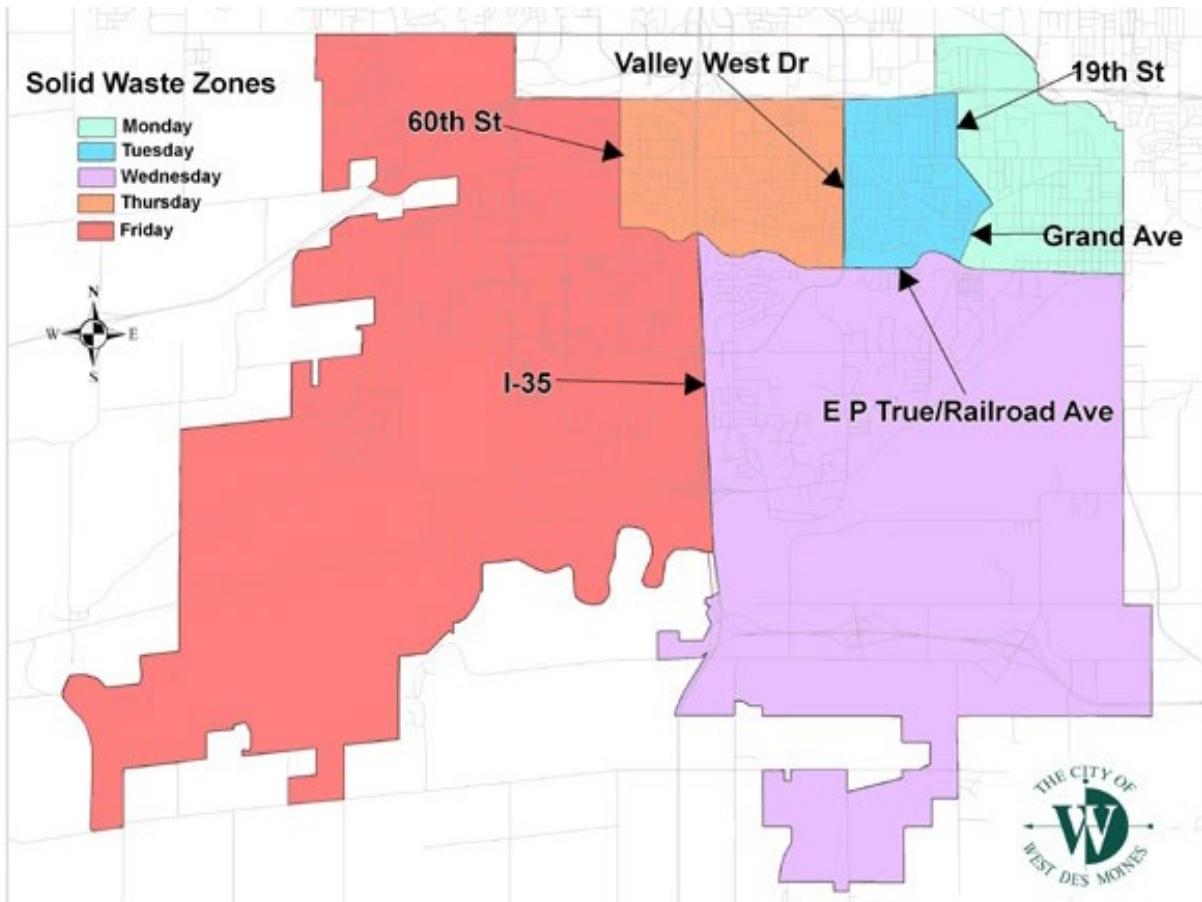 Solid Waste Zones
Monday
Tuesday
Wednesday
Thursday
Friday
Valley West Dr
19th St
60th St
Grand Ave
N
W
E
S
I-35
E P True/Railroad Ave
THE CITY OF
W D
WEST DES MOINES